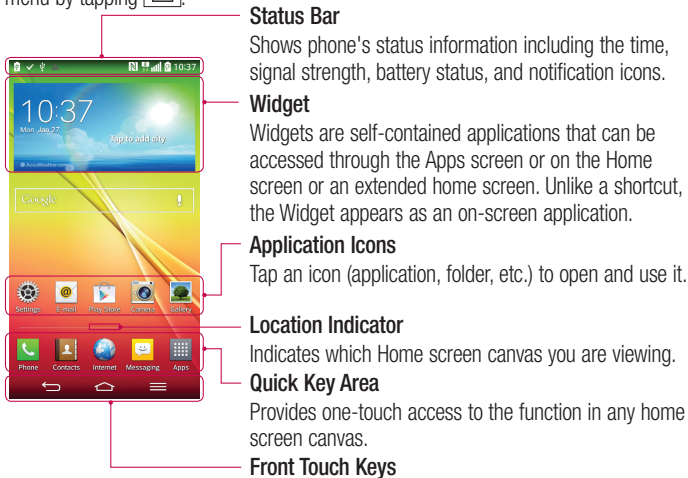 menu by tapping
Status Bar
Shows phone's status information including the time,
signal strength, battery status, and notification icons.
10:37
10:37
Mon, Jan 27
Tap to add city
AccuWeather.com
Widget
Widgets are self-contained applications that can be
accessed through the Apps screen or on the Home
screen or an extended home screen. Unlike a shortcut,
the Widget appears as an on-screen application.
Google
Application Icons
Tap an icon (application, folder, etc.) to open and use it.
Settings E-mail Play Store Camera Gallery
Location Indicator
Indicates which Home screen canvas you are viewing.
Phone Contacts Internet Messaging Apps
Quick Key Area
Provides one-touch access to the function in any home
screen canvas.
Front Touch Keys